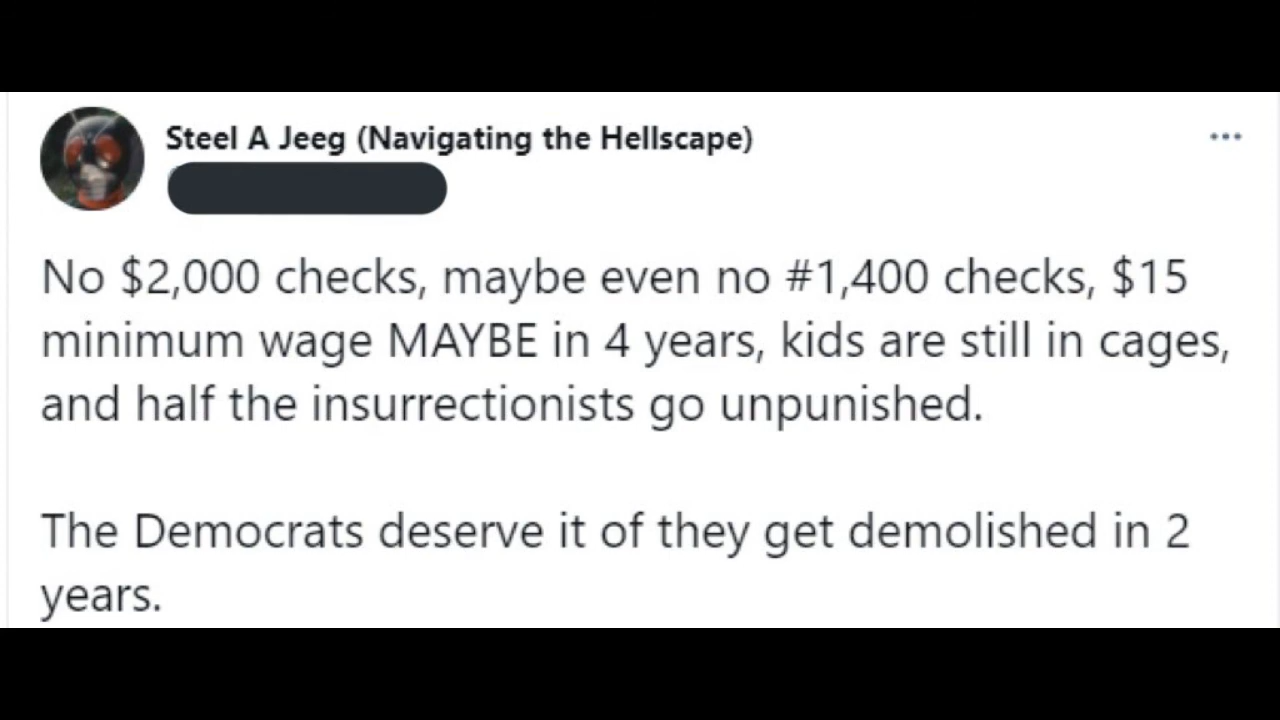 Steel A Jeeg (Navigating the Hellscape)
No $2,000 checks, maybe even no #1,400 checks, $15
minimum wage MAYBE in 4 years, kids are still in cages,
and half the insurrectionists go unpunished.
The Democrats deserve it of they get demolished in 2
years.